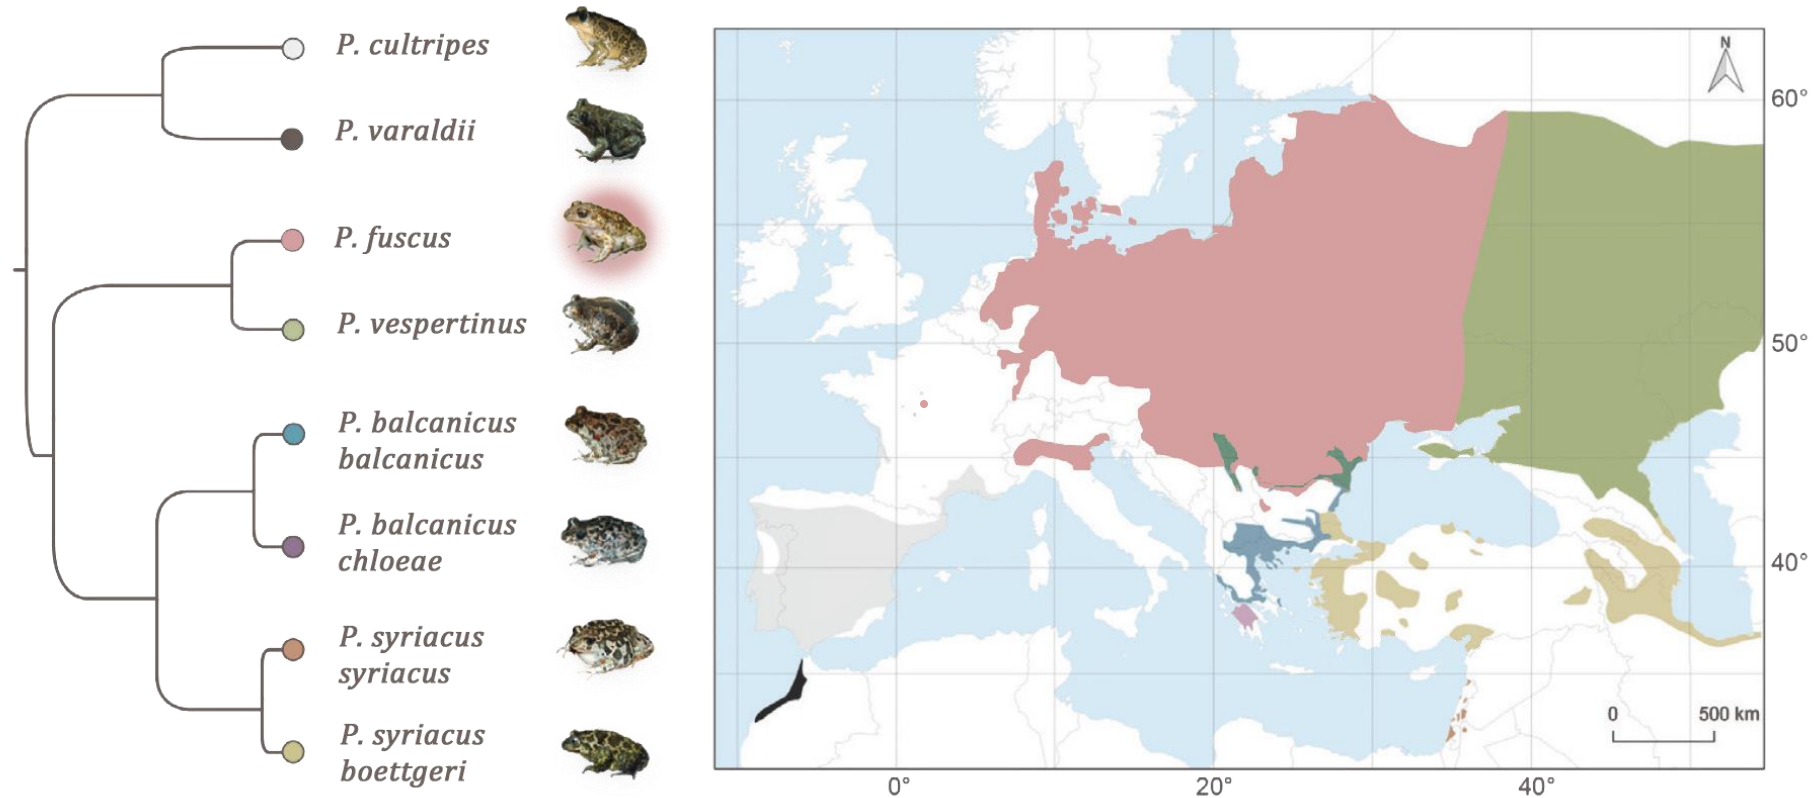 P. cultripes
P. varaldii
P. fuscus
P. vespertinus
P. balcanicus
balcanicus
P. balcanicus
chloeae
P. syriacus
syriacus
P. syriacus
boettgeri
N
60°
50°
40°
0 500 km
0° 20° 40°